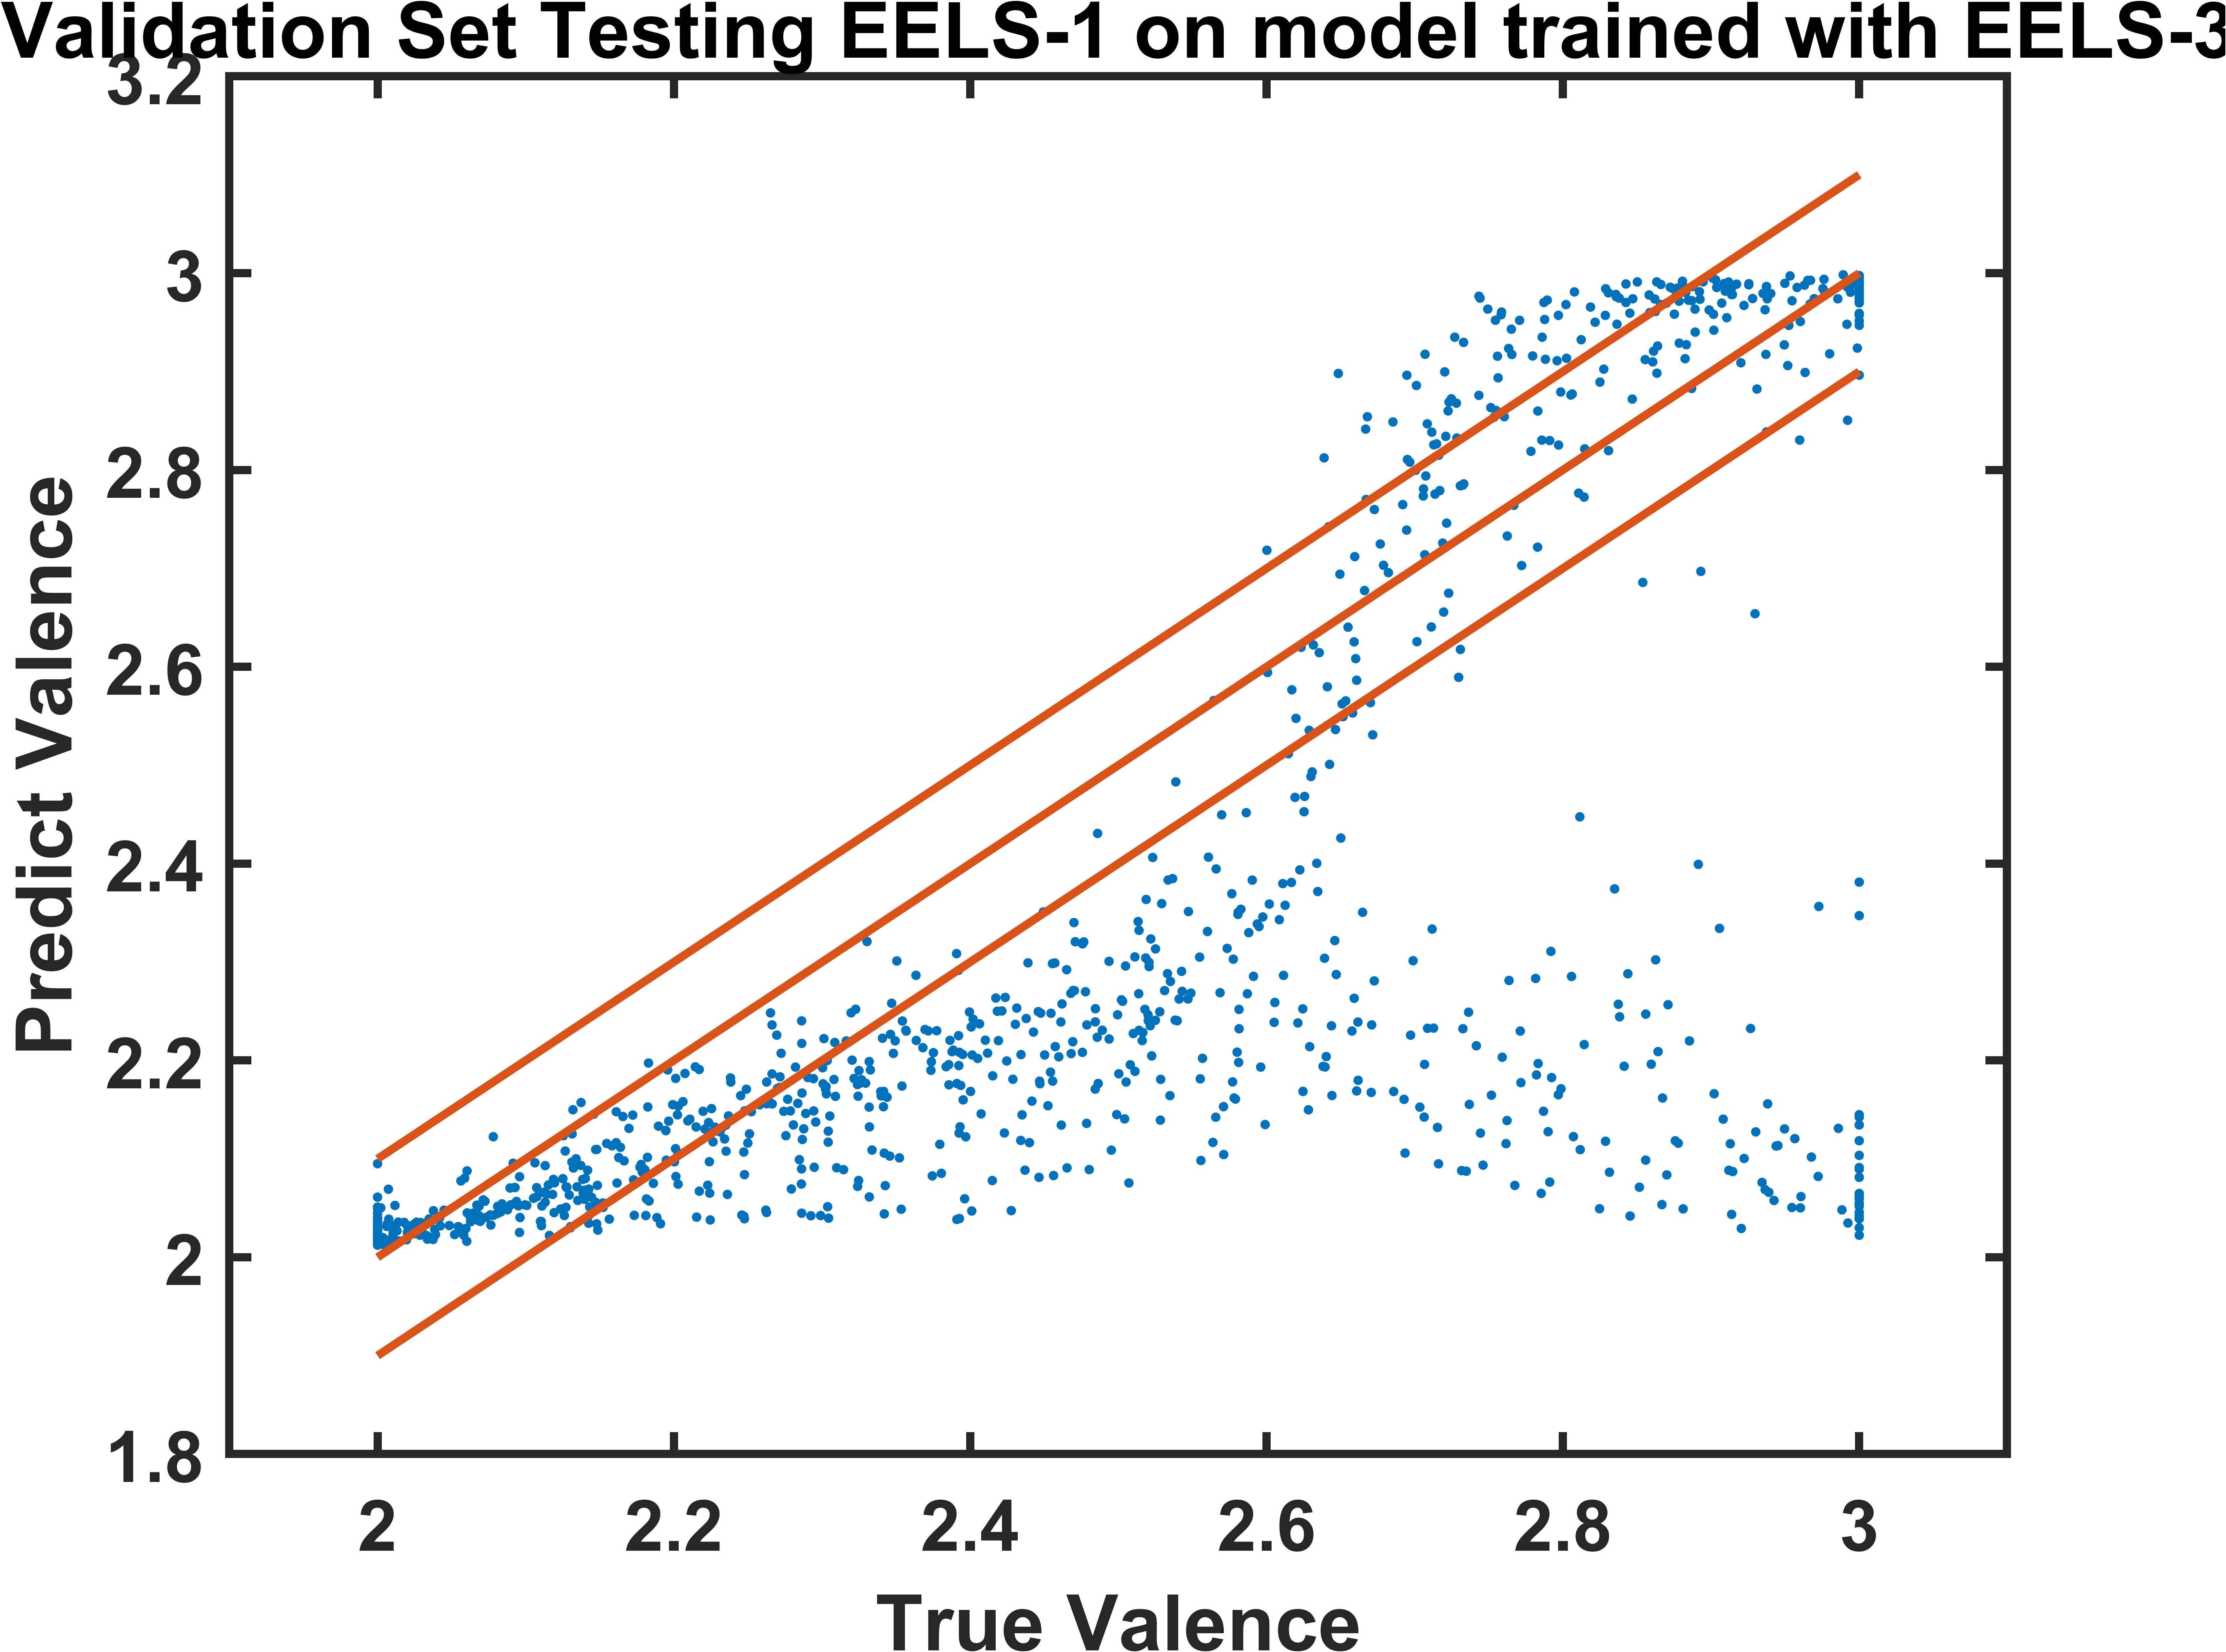 Validation Set Testing EELS-1 on model trained with EELS-3
3.2
3
2.8
2.6
2.4
2.2
2
1.8
Predict Valence
2 2.2 2.4 2.6 2.8 3
True Valence